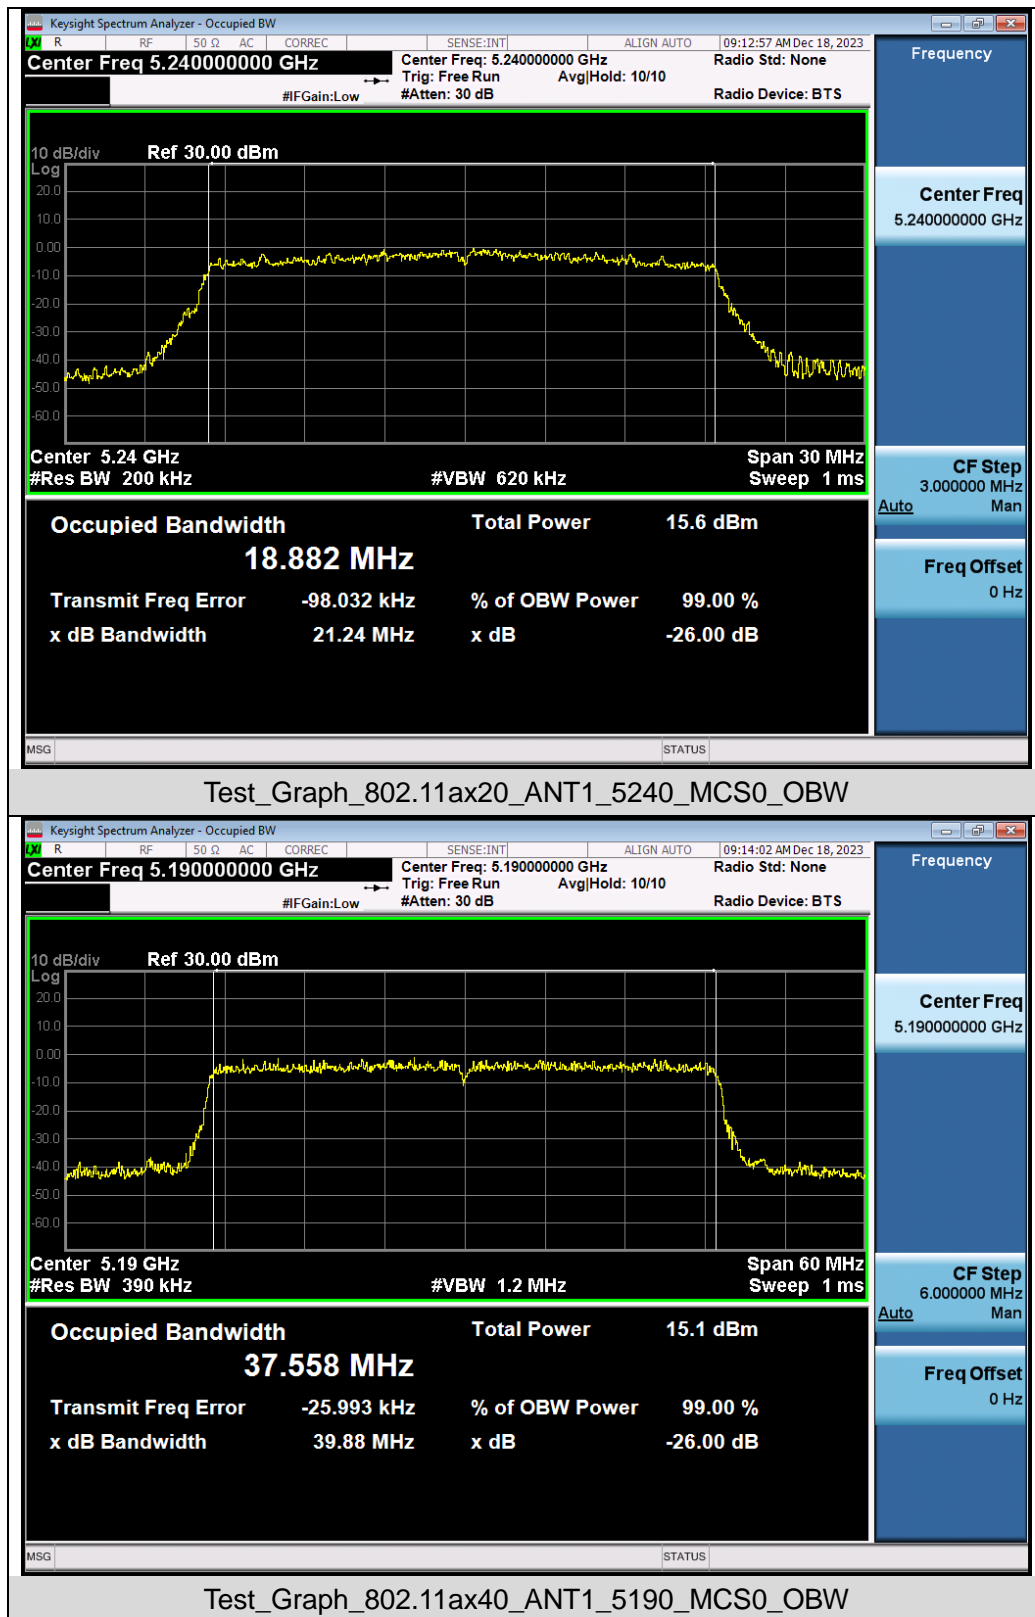 Keysight Spectrum Analyzer - Occupied BW
LXI R RF 50 Ω AC CORREC SENSE:INT ALIGN AUTO 09:12:57 AM Dec 18, 2023
Center Freq 5.240000000 GHz
Center Freq: 5.240000000 GHz
Radio Std: None
Trig: Free Run Avg|Hold: 10/10
#IFGain:Low
#Atten: 30 dB
Radio Device: BTS
Frequency
10 dB/div Ref 30.00 dBm
Log
20.0
10.0
0.00
-10.0
-20.0
-30.0
-40.0
-50.0
-60.0
Center Freq
5.240000000 GHz
Center 5.24 GHz Span 30 MHz
#Res BW 200 kHz #VBW 620 kHz Sweep 1 ms
CF Step
3.000000 MHz
Auto Man
Freq Offset
0 Hz
Occupied Bandwidth Total Power 15.6 dBm
18.882 MHz
Transmit Freq Error -98.032 kHz % of OBW Power 99.00 %
x dB Bandwidth 21.24 MHz x dB -26.00 dB
MSG STATUS
Test_Graph_802.11ax20_ANT1_5240_MCS0_OBW
Keysight Spectrum Analyzer - Occupied BW
LXI R RF 50 Ω AC CORREC SENSE:INT ALIGN AUTO 09:14:02 AM Dec 18, 2023
Center Freq 5.190000000 GHz
Center Freq: 5.190000000 GHz
Radio Std: None
Trig: Free Run Avg|Hold: 10/10
#IFGain:Low
#Atten: 30 dB
Radio Device: BTS
Frequency
10 dB/div Ref 30.00 dBm
Log
20.0
10.0
0.00
-10.0
-20.0
-30.0
-40.0
-50.0
-60.0
Center Freq
5.190000000 GHz
Center 5.19 GHz Span 60 MHz
#Res BW 390 kHz #VBW 1.2 MHz Sweep 1 ms
CF Step
6.000000 MHz
Auto Man
Freq Offset
0 Hz
Occupied Bandwidth Total Power 15.1 dBm
37.558 MHz
Transmit Freq Error -25.993 kHz % of OBW Power 99.00 %
x dB Bandwidth 39.88 MHz x dB -26.00 dB
MSG STATUS
Test_Graph_802.11ax40_ANT1_5190_MCS0_OBW